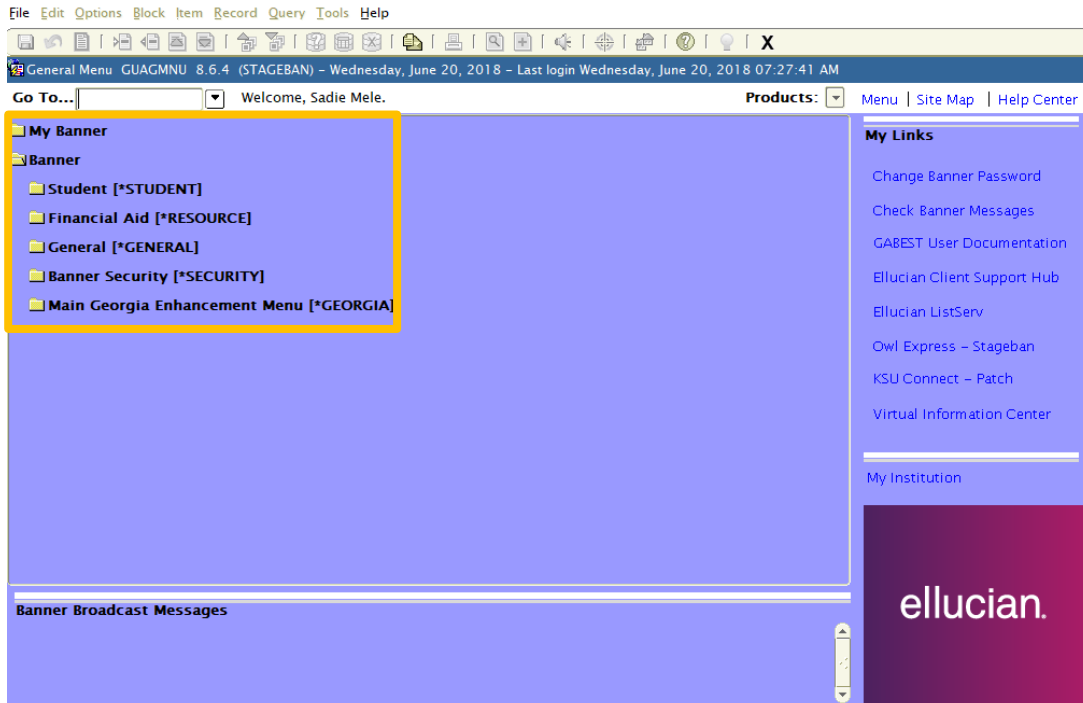 File Edit Options Block Item Record Query Tools Help
X
General Menu GUAGMNU 8.6.4 (STAGEBAN) – Wednesday, June 20, 2018 – Last login Wednesday, June 20, 2018 07:27:41 AM
Go To... Welcome, Sadie Mele. Products: Menu | Site Map | Help Center
My Banner
Banner
Student [*STUDENT]
Financial Aid [*RESOURCE]
General [*GENERAL]
Banner Security [*SECURITY]
Main Georgia Enhancement Menu [*GEORGIA]
My Links
Change Banner Password
Check Banner Messages
GABEST User Documentation
Ellucian Client Support Hub
Ellucian ListServ
Owl Express – Stageban
KSU Connect – Patch
Virtual Information Center
My Institution
ellucian.
Banner Broadcast Messages